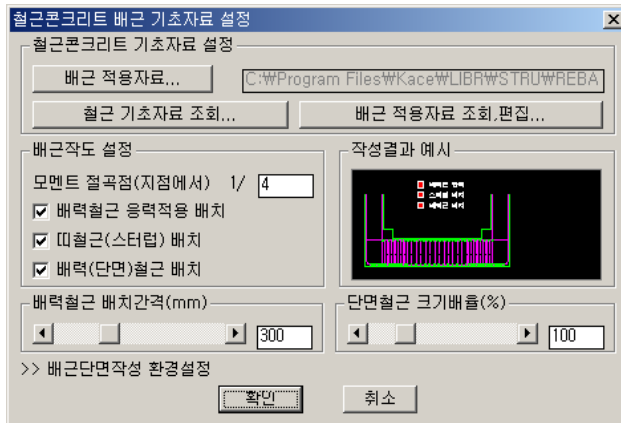 철근콘크리트 배근 기초자료 설정
철근콘크리트 기초자료 설정
배근 적용자료...
C:₩Program Files₩Kace₩LIBR₩STRU₩REBA
철근 기초자료 조회...
배근 적용자료 조회,편집...
배근작도 설정
모멘트 절곡점(지점에서) 1/ 4
배력철근 응력적용 배치
띠철근(스터럽) 배치
배력(단면)철근 배치
작성결과 예시
배력철근 배치간격(mm)
300
단면철근 크기배율(%)
100
>> 배근단면작성 환경설정
확인
취소